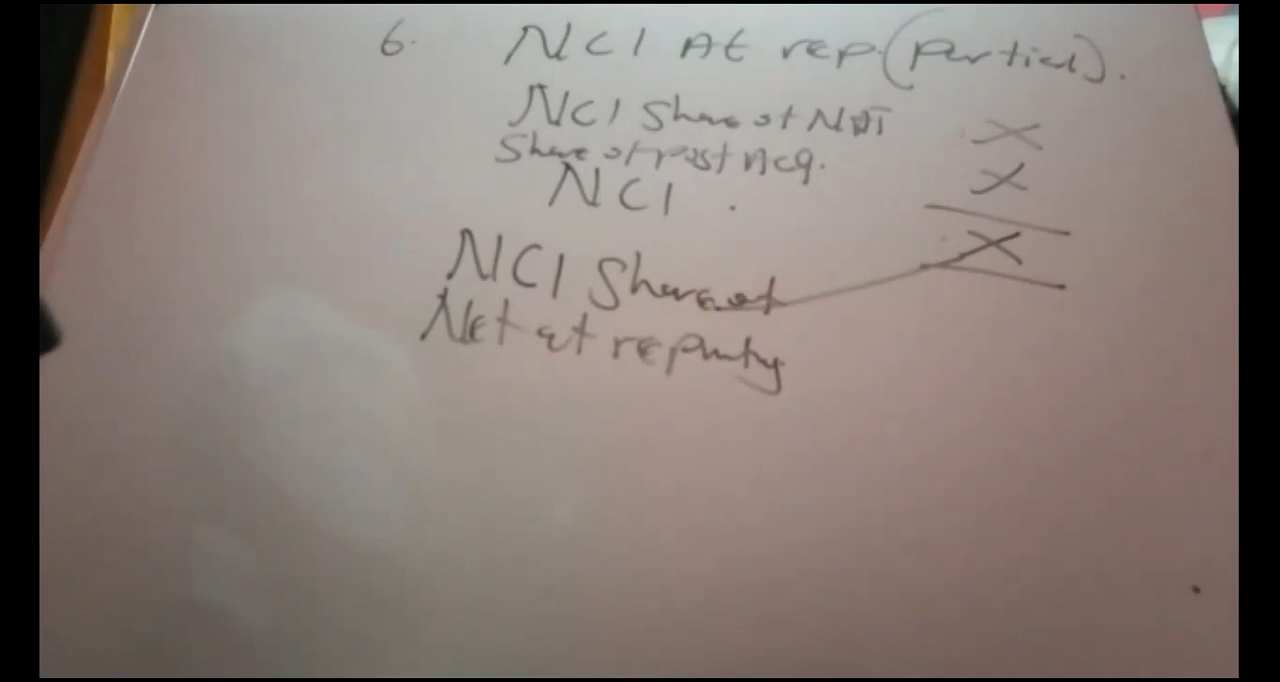 6. NCI At rep. (partial).
NCI Share of NAT X
Share of post Acq. X
NCI . X
NCI Share of
Net at reporting